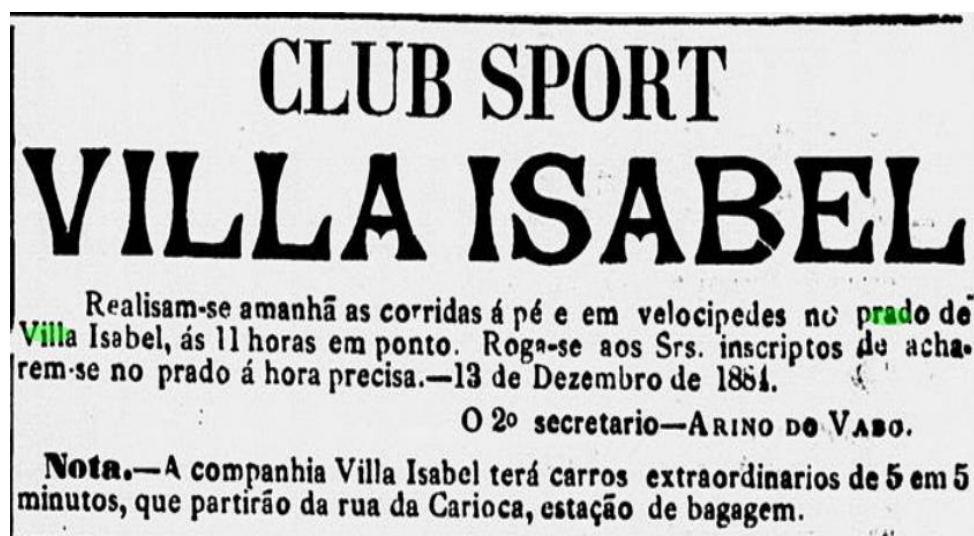 CLUB SPORT
VILLA ISABEL
Realisam-se amanhã as corridas á pé e em velocipedes no prado de
Villa Isabel, ás 11 horas em ponto. Roga-se aos Srs. inscriptos de acha-
rem-se no prado á hora precisa.—13 de Dezembro de 1884.
O 2º secretario—ARINO DO VABO.
Nota.—A companhia Villa Isabel terá carros extraordinarios de 5 em 5
minutos, que partirão da rua da Carioca, estação de bagagem.